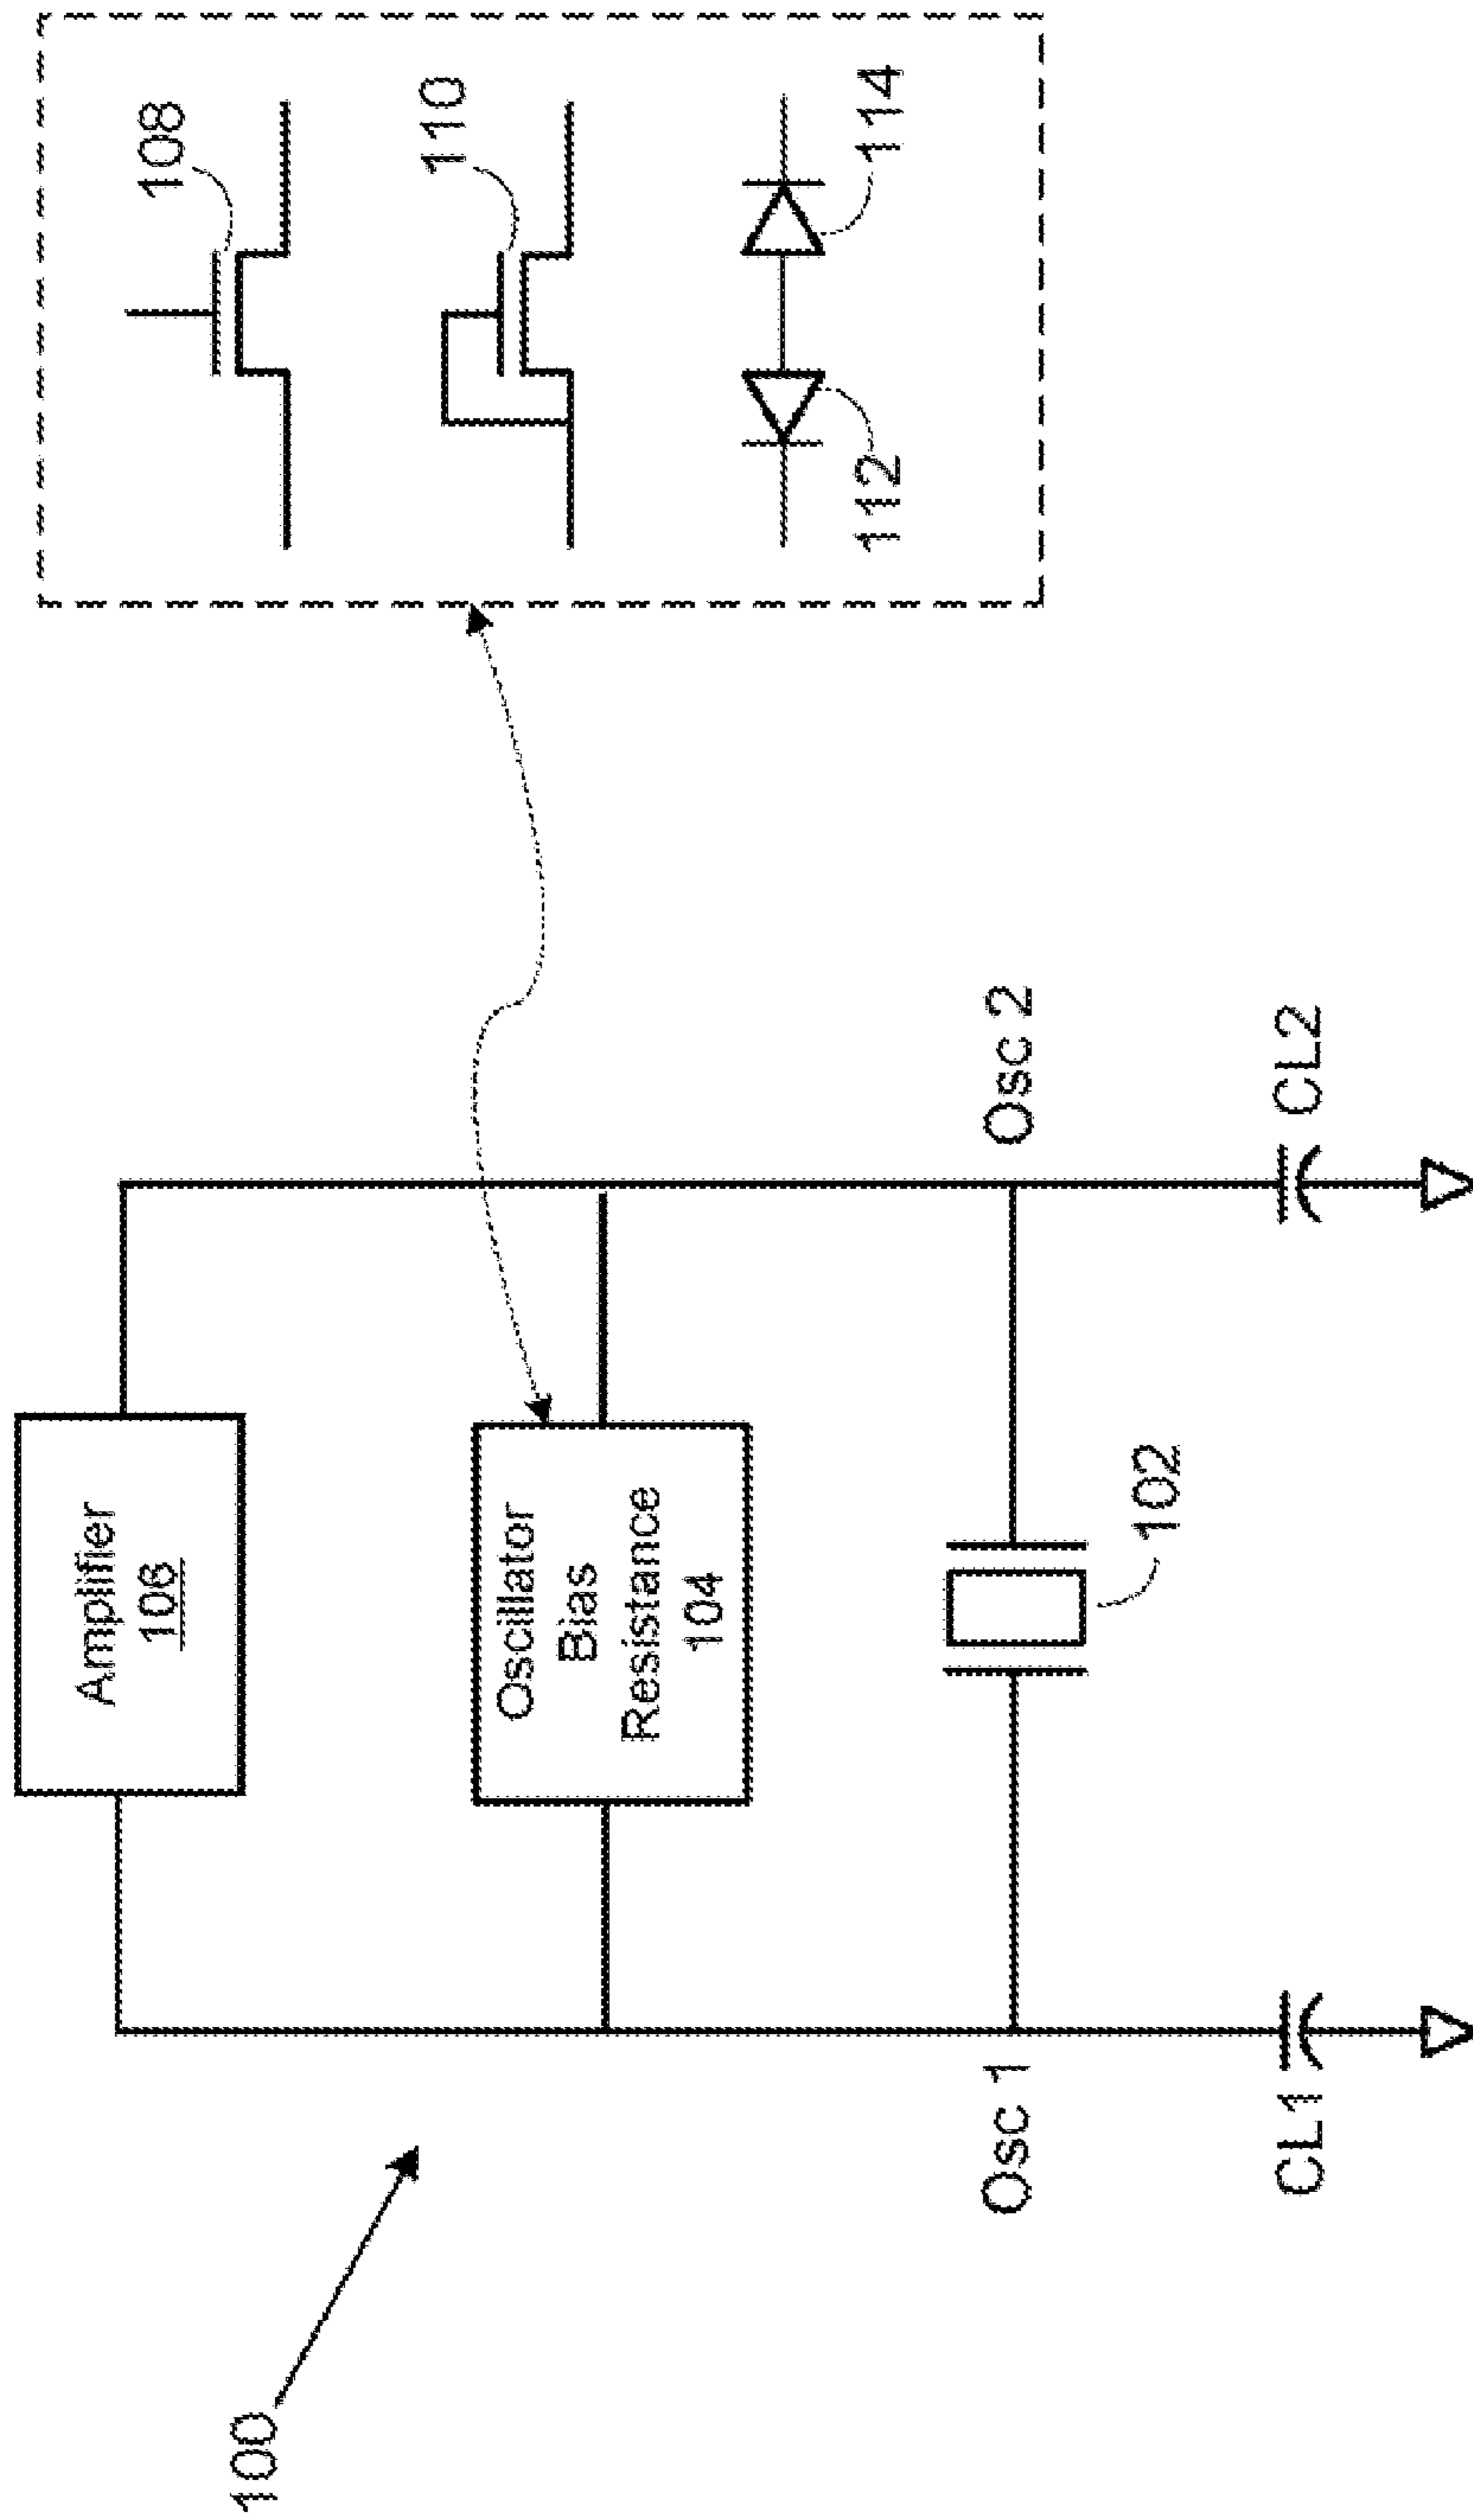 100
Amplifier
106
Oscillator
Bias
Resistance
104
102
Osc 1
Osc 2
CL1
CL2
108
110
112
114